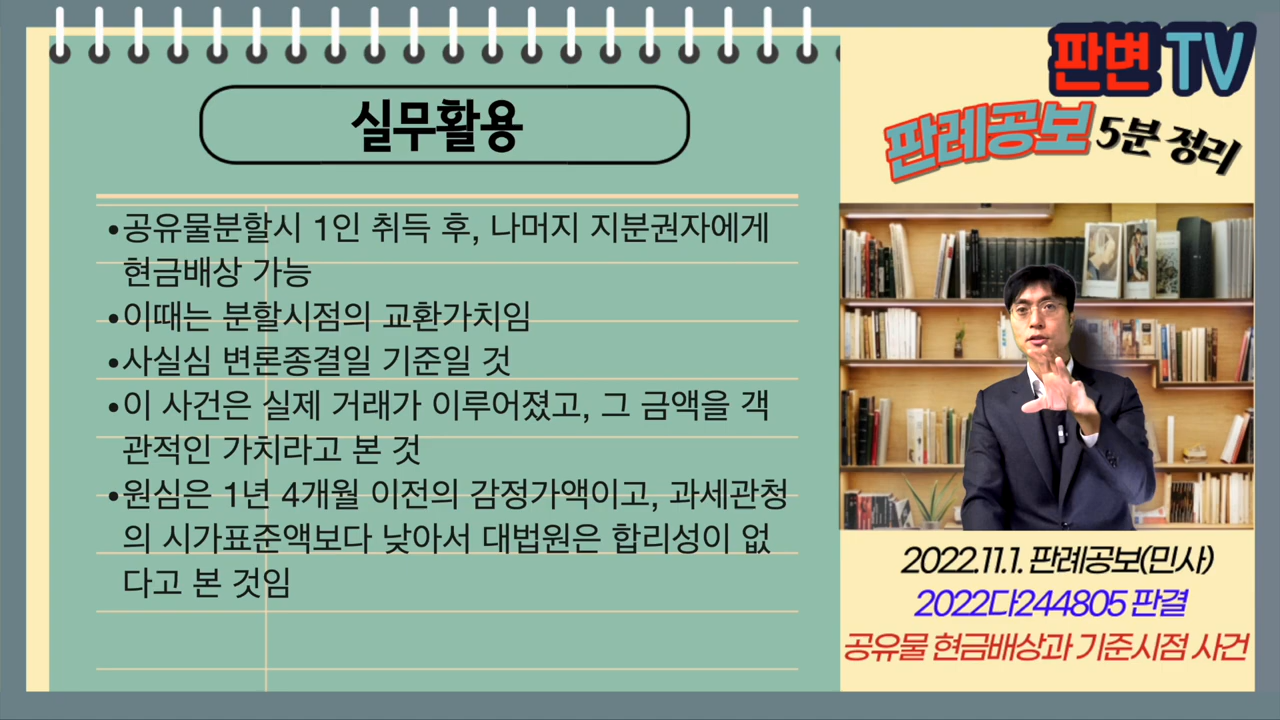 실무활용
•공유물분할시 1인 취득 후, 나머지 지분권자에게
현금배상 가능
•이때는 분할시점의 교환가치임
•사실심 변론종결일 기준일 것
•이 사건은 실제 거래가 이루어졌고, 그 금액을 객
관적인 가치라고 본 것
•원심은 1년 4개월 이전의 감정가액이고, 과세관청
의 시가표준액보다 낮아서 대법원은 합리성이 없
다고 본 것임
판변 TV
판례공보 5분 정리
2022.11.1. 판례공보(민사)
2022다244805 판결
공유물 현금배상과 기준시점 사건